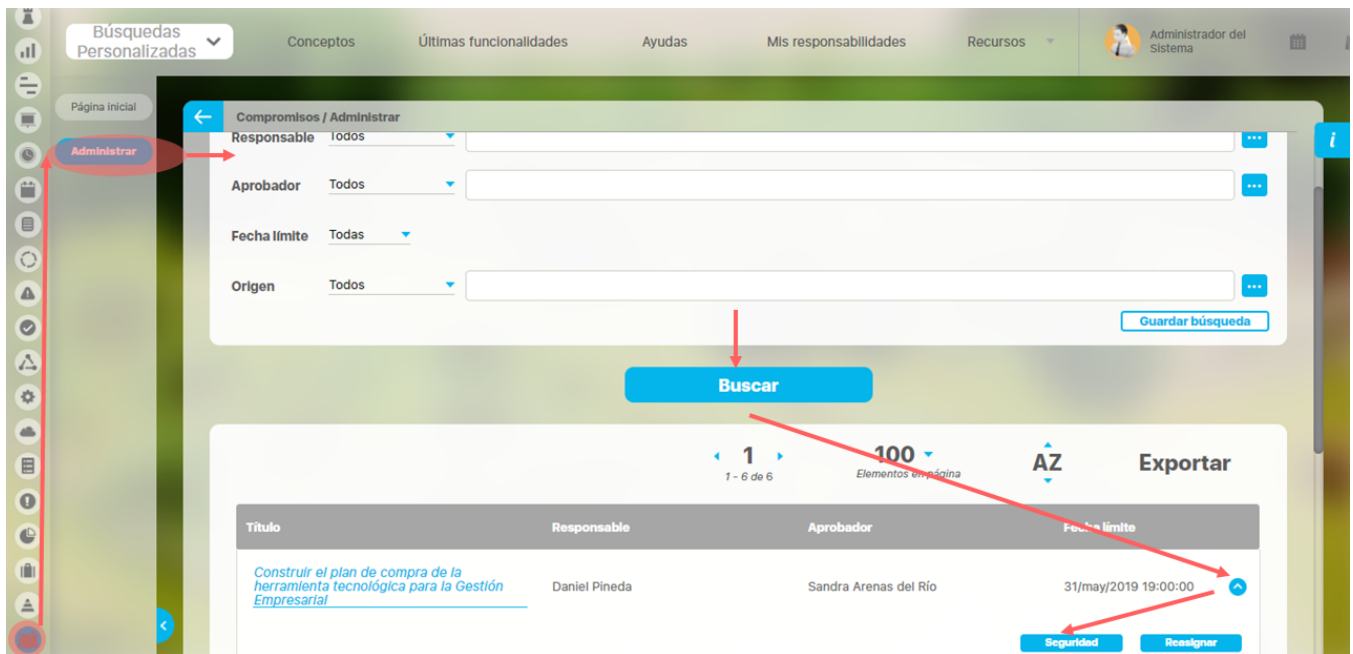 Búsquedas
Personalizadas
Conceptos
Últimas funcionalidades
Ayudas
Mis responsabilidades
Recursos
Administrador del
Sistema
Página inicial
Administrar
Compromisos / Administrar
i
Responsable Todos
Aprobador Todos
Fecha límite Todas
Origen Todos
Guardar búsqueda
Buscar
1
1 - 6 de 6
100
Elementos en página
AZ
Exportar
Título Responsable Aprobador Fecha límite
Construir el plan de compra de la
herramienta tecnológica para la Gestión
Empresarial
Daniel Pineda
Sandra Arenas del Río
31/may/2019 19:00:00
Seguridad Reasignar